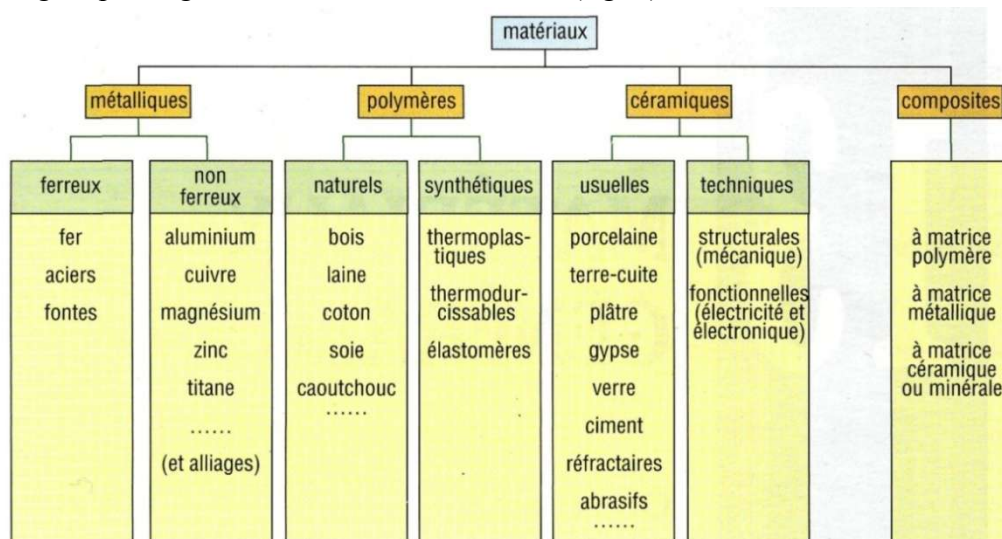 matériaux
métalliques
polymères
céramiques
composites
ferreux
fer
aciers
fontes
non
ferreux
aluminium
cuivre
magnésium
zinc
titane
......
(et alliages)
naturels
bois
laine
coton
soie
caoutchouc
......
synthétiques
thermoplas-
tiques
thermodur-
cissables
élastomères
usuelles
porcelaine
terre-cuite
plâtre
gypse
verre
ciment
réfractaires
abrasifs
......
techniques
structurales
(mécanique)
fonctionnelles
(électricité et
électronique)
à matrice
polymère
à matrice
métallique
à matrice
céramique
ou minérale